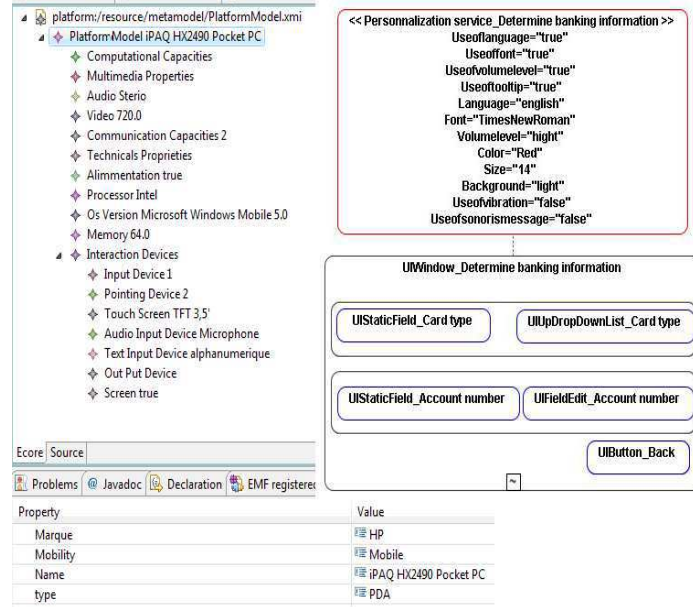 platform:/resource/metamodel/PlatformModel.xmi
PlatformModel iPAQ HX2490 Pocket PC
Computational Capacities
Multimedia Properties
Audio Sterio
Video 720.0
Communication Capacities 2
Technicals Proprieties
Alimmentation true
Processor Intel
Os Version Microsoft Windows Mobile 5.0
Memory 64.0
Interaction Devices
Input Device 1
Pointing Device 2
Touch Screen TFT 3,5'
Audio Input Device Microphone
Text Input Device alphanumerique
Out Put Device
Screen true
Ecore Source
Problems @ Javadoc Declaration EMF registered
Property Value
Marque HP
Mobility Mobile
Name iPAQ HX2490 Pocket PC
type PDA
<< Personnalization service_Determine banking information >>
Useoflanguage="true"
Useoffont="true"
Useofvolumelevel="true"
Useoftooltip="true"
Language="english"
Font="TimesNewRoman"
Volumelevel="hight"
Color="Red"
Size="14"
Background="light"
Useofvibration="false"
Useofsonorismessage="false"
UIWindow_Determine banking information
UIStaticField_Card type
UIUpDropDownList_Card type
UIStaticField_Account number
UIFieldEdit_Account number
UIButton_Back
~